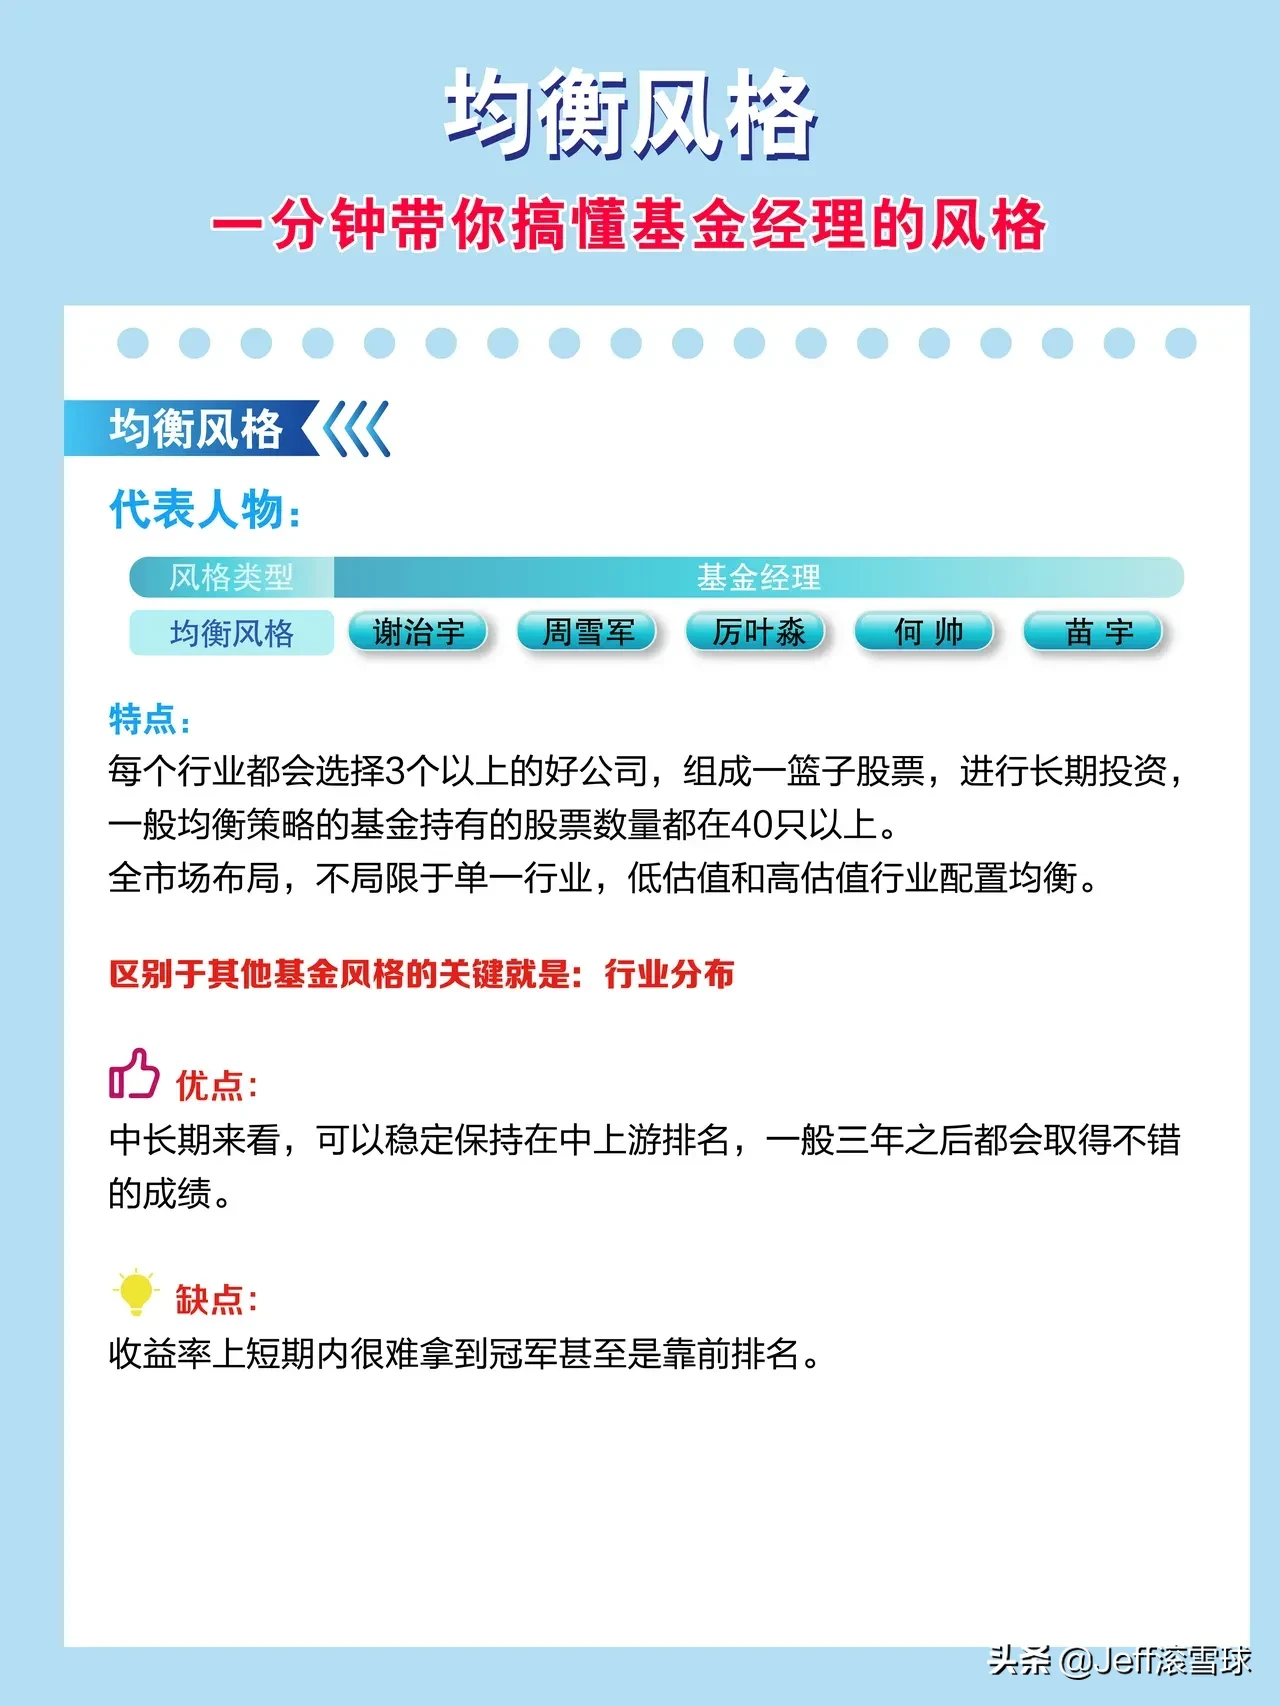 均衡风格
一分钟带你搞懂基金经理的风格
均衡风格
代表人物：
风格类型 基金经理
均衡风格 谢治宇 周雪军 厉叶淼 何帅 苗宇
特点：
每个行业都会选择3个以上的好公司，组成一篮子股票，进行长期投资，
一般均衡策略的基金持有的股票数量都在40只以上。
全市场布局，不局限于单一行业，低估值和高估值行业配置均衡。
区别于其他基金风格的关键就是：行业分布
优点：
中长期来看，可以稳定保持在中上游排名，一般三年之后都会取得不错
的成绩。
缺点：
收益率上短期内很难拿到冠军甚至是靠前排名。
头条 @Jeff滚雪球